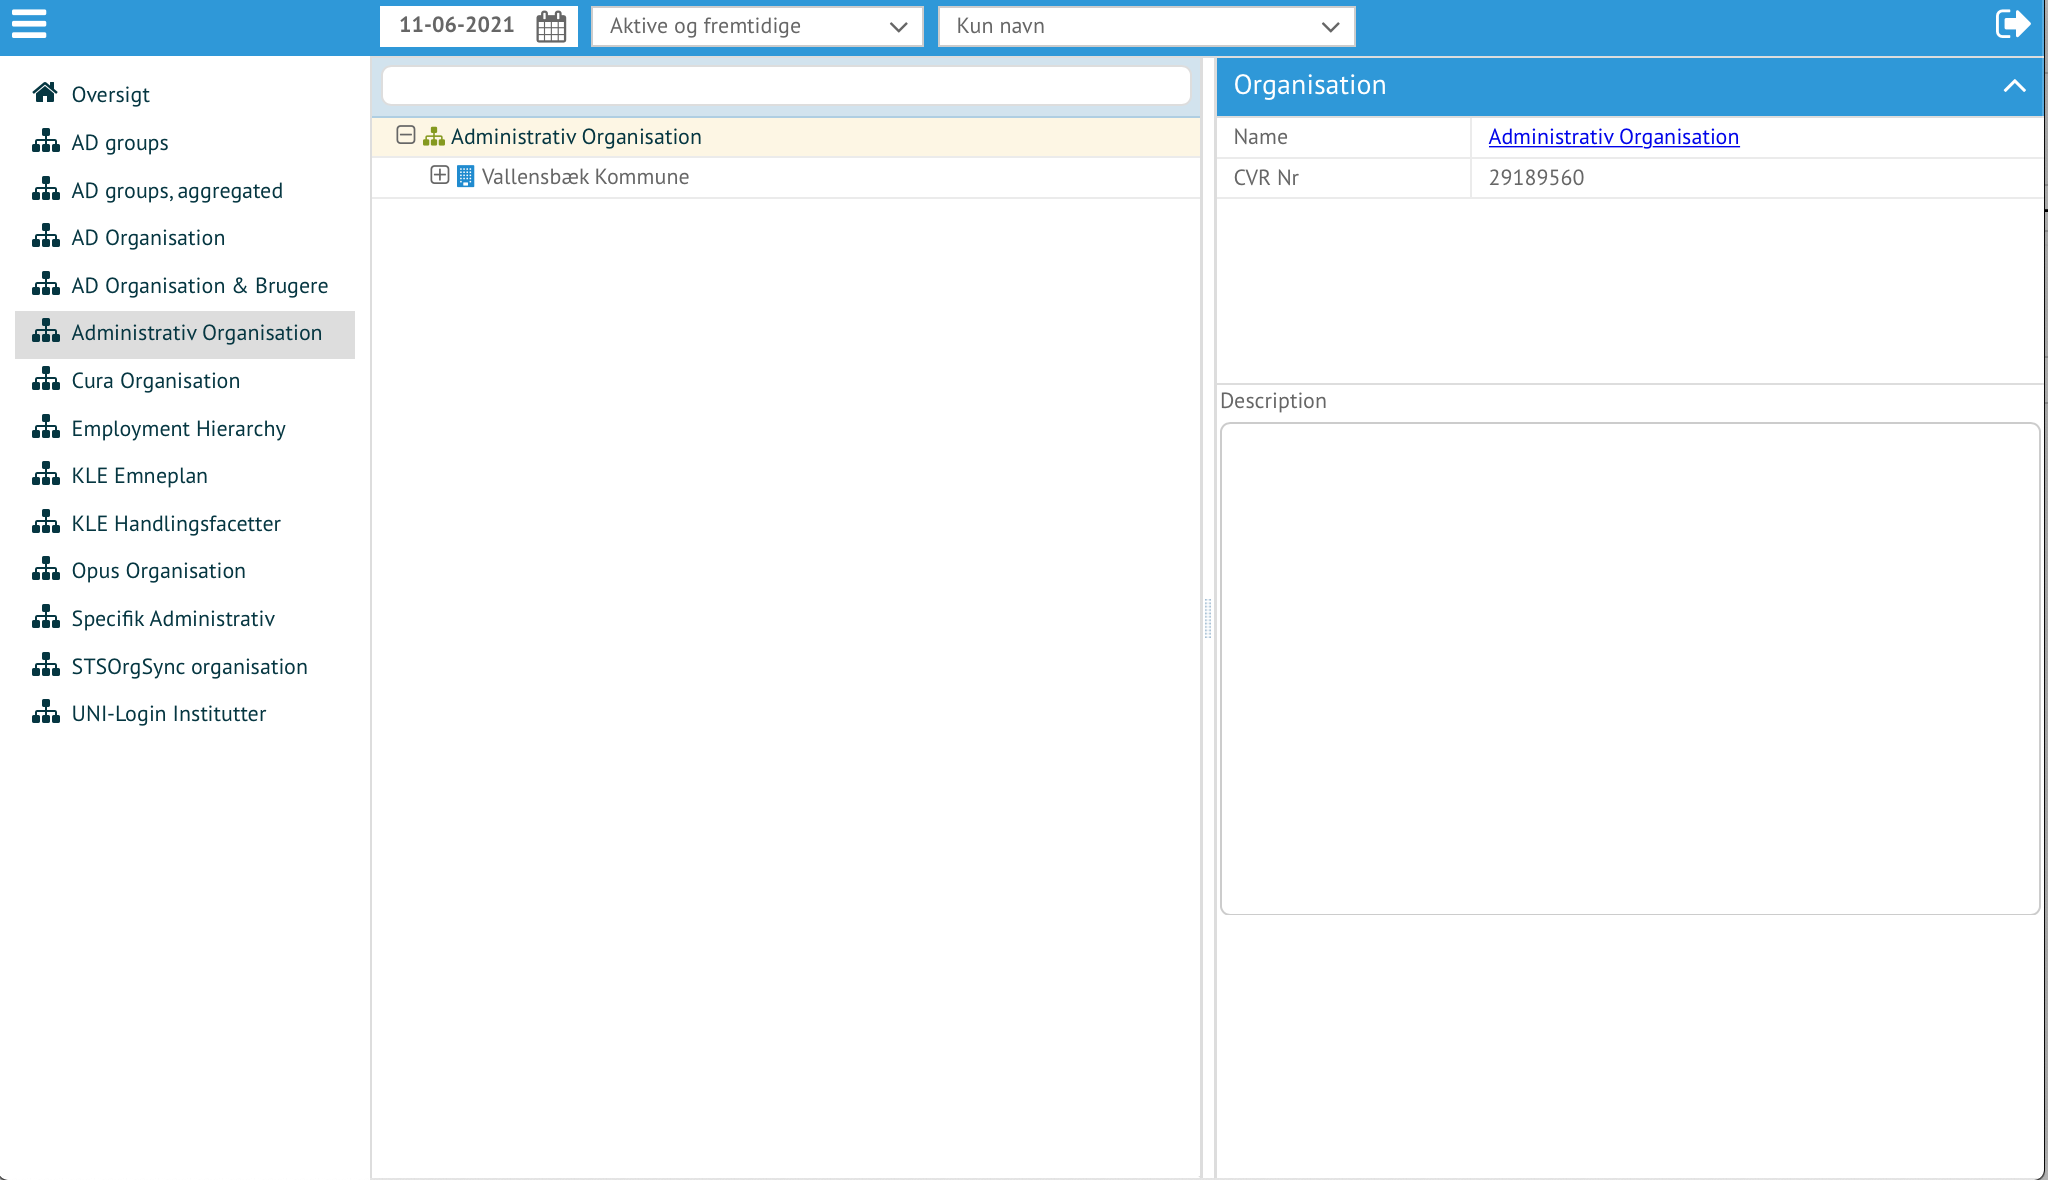 11-06-2021
Aktive og fremtidige
Kun navn
Oversigt
AD groups
AD groups, aggregated
AD Organisation
AD Organisation & Brugere
Administrativ Organisation
Cura Organisation
Employment Hierarchy
KLE Emneplan
KLE Handlingsfacetter
Opus Organisation
Specifik Administrativ
STSOrgSync organisation
UNI-Login Institutter
Administrativ Organisation
Vallensbæk Kommune
Organisation
Name Administrativ Organisation
CVR Nr 29189560
Description